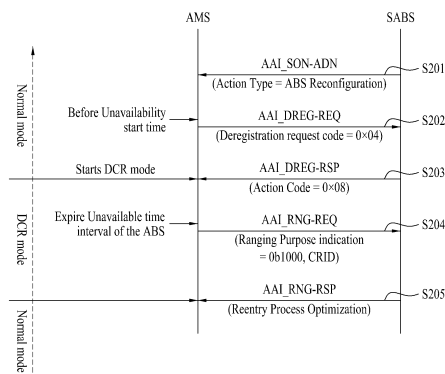 AMS
SABS
AAI_SON-ADN
S201
(Action Type = ABS Reconfiguration)
Normal mode
Before Unavailability
start time
AAI_DREG-REQ
S202
(Deregistration request code = 0×04)
Starts DCR mode
AAI_DREG-RSP
S203
(Action Code = 0×08)
DCR mode
Expire Unavailable time
interval of the ABS
AAI_RNG-REQ
S204
(Ranging Purpose indication
= 0b1000, CRID)
AAI_RNG-RSP
S205
(Reentry Process Optimization)
Normal mode